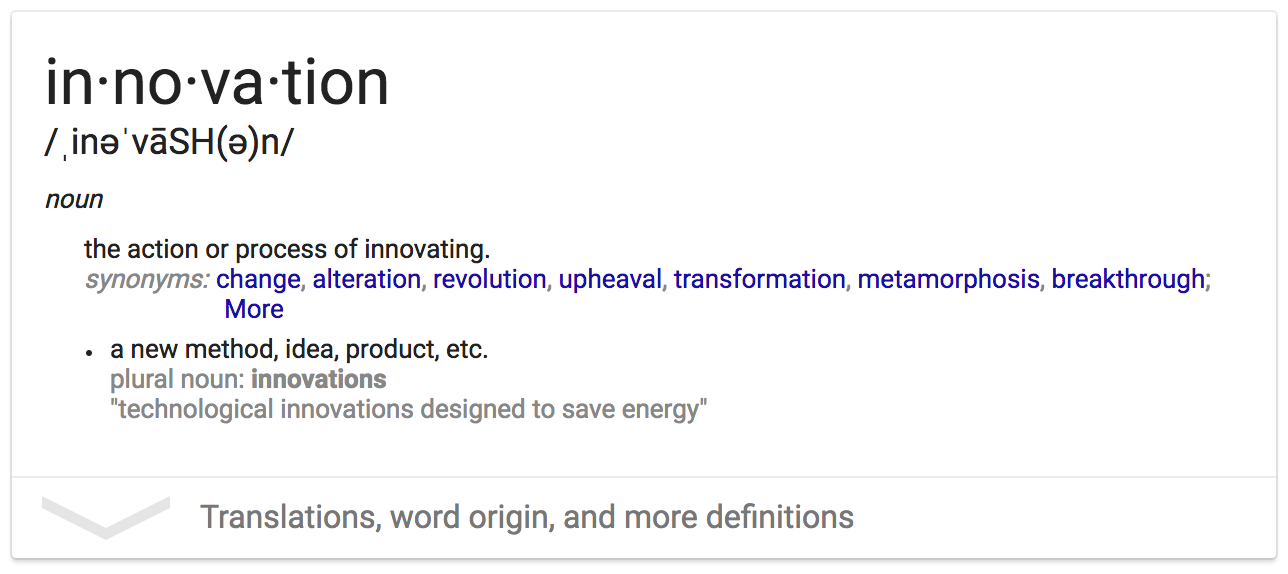 in·no·va·tion
/ˌinəˈvāSH(ə)n/
noun
the action or process of innovating.
synonyms: change, alteration, revolution, upheaval, transformation, metamorphosis, breakthrough;
More
• a new method, idea, product, etc.
plural noun: innovations
"technological innovations designed to save energy"
Translations, word origin, and more definitions